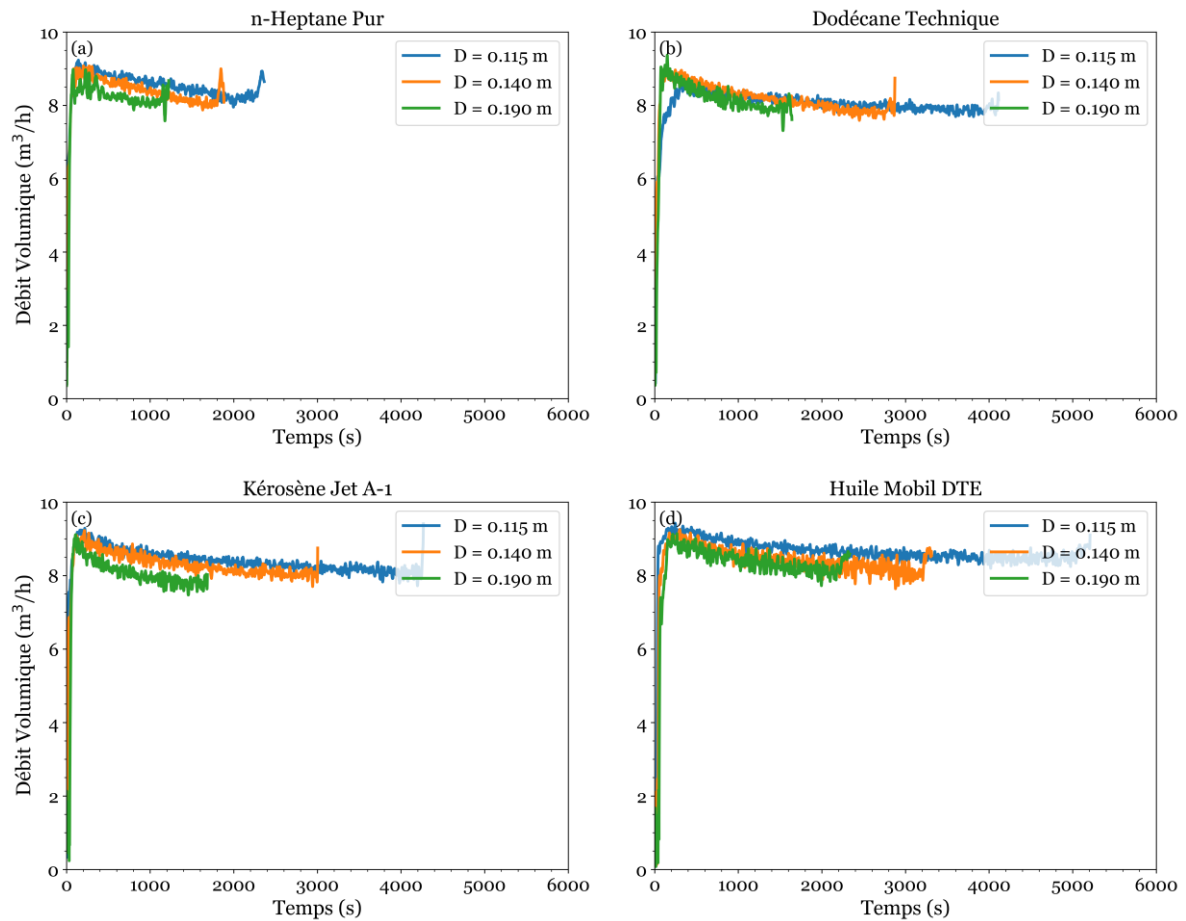 n-Heptane Pur
(a)
D = 0.115 m
D = 0.140 m
D = 0.190 m
10
8
6
4
2
0
Débit Volumique (m³/h)
0 1000 2000 3000 4000 5000 6000
Temps (s)
Dodécane Technique
(b)
D = 0.115 m
D = 0.140 m
D = 0.190 m
10
8
6
4
2
0
0 1000 2000 3000 4000 5000 6000
Temps (s)
Kérosène Jet A-1
(c)
D = 0.115 m
D = 0.140 m
D = 0.190 m
10
8
6
4
2
0
Débit Volumique (m³/h)
0 1000 2000 3000 4000 5000 6000
Temps (s)
Huile Mobil DTE
(d)
D = 0.115 m
D = 0.140 m
D = 0.190 m
10
8
6
4
2
0
0 1000 2000 3000 4000 5000 6000
Temps (s)